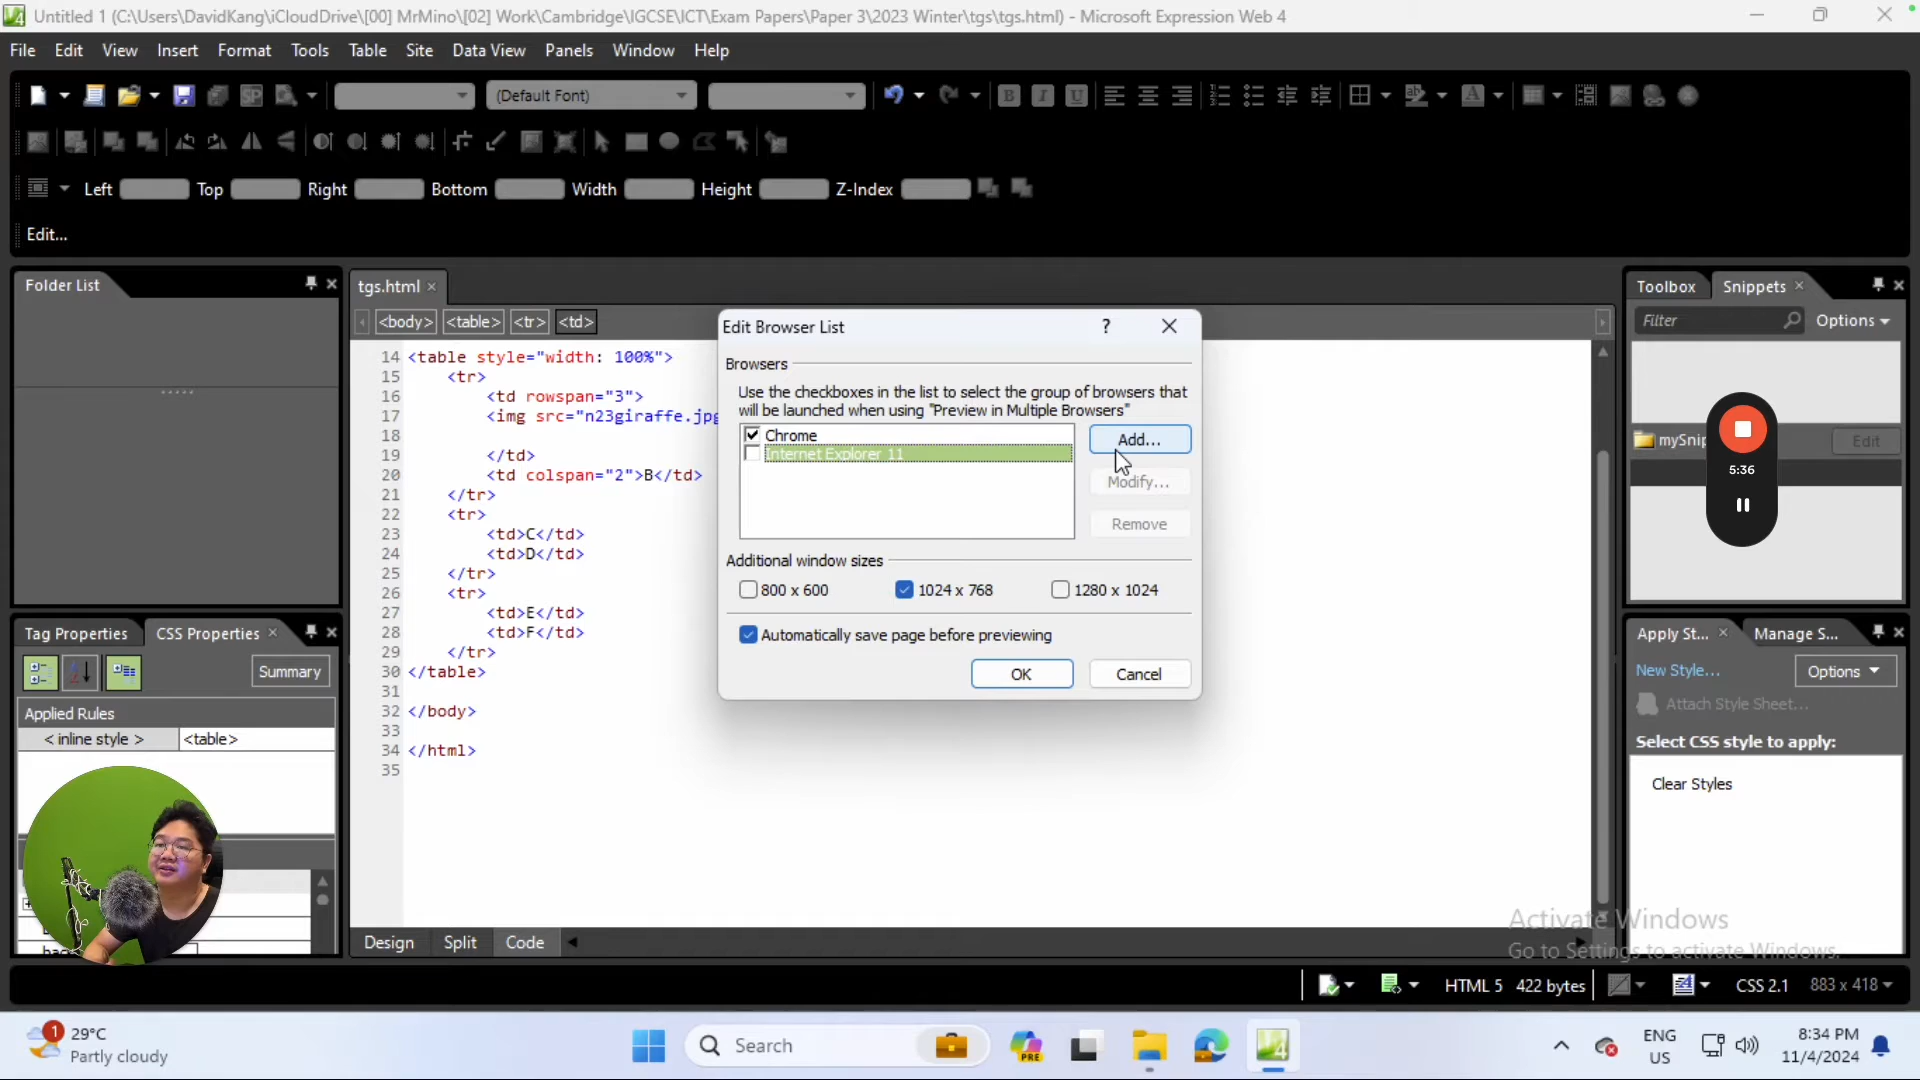 Untitled 1 (C:\Users\DavidKang\iCloudDrive\[00] MrMino\[02] Work\Cambridge\IGCSE\ICT\Exam Papers\Paper 3\2023 Winter\tgs\tgs.html) - Microsoft Expression Web 4
File Edit View Insert Format Tools Table Site Data View Panels Window Help
(Default Font)
Left Top Right Bottom Width Height Z-Index
Edit...
Folder List
tgs.html
<body> <table> <tr> <td>
14 <table style="width: 100%">
15 <tr>
16 <td rowspan="3">
17 <img src="n23giraffe.jpg
18
19 </td>
20 <td colspan="2">B</td>
21 </tr>
22 <tr>
23 <td>C</td>
24 <td>D</td>
25 </tr>
26 <tr>
27 <td>E</td>
28 <td>F</td>
29 </tr>
30 </table>
31
32 </body>
33
34 </html>
35
Design Split Code
Edit Browser List
?
Browsers
Use the checkboxes in the list to select the group of browsers that
will be launched when using "Preview in Multiple Browsers"
Chrome
Internet Explorer 11
Add...
Modify...
Remove
Additional window sizes
800 x 600 1024 x 768 1280 x 1024
Automatically save page before previewing
OK Cancel
Toolbox Snippets
Filter Options
mySnip Edit
5:36
Tag Properties CSS Properties
Summary
Applied Rules
< inline style > <table>
Apply St... Manage S...
New Style... Options
Attach Style Sheet...
Select CSS style to apply:
Clear Styles
Activate Windows
Go to Settings to activate Windows.
HTML 5 422 bytes CSS 2.1 883 x 418
1
29°C
Partly cloudy
Search
PRE
4
ENG
US
8:34 PM
11/4/2024